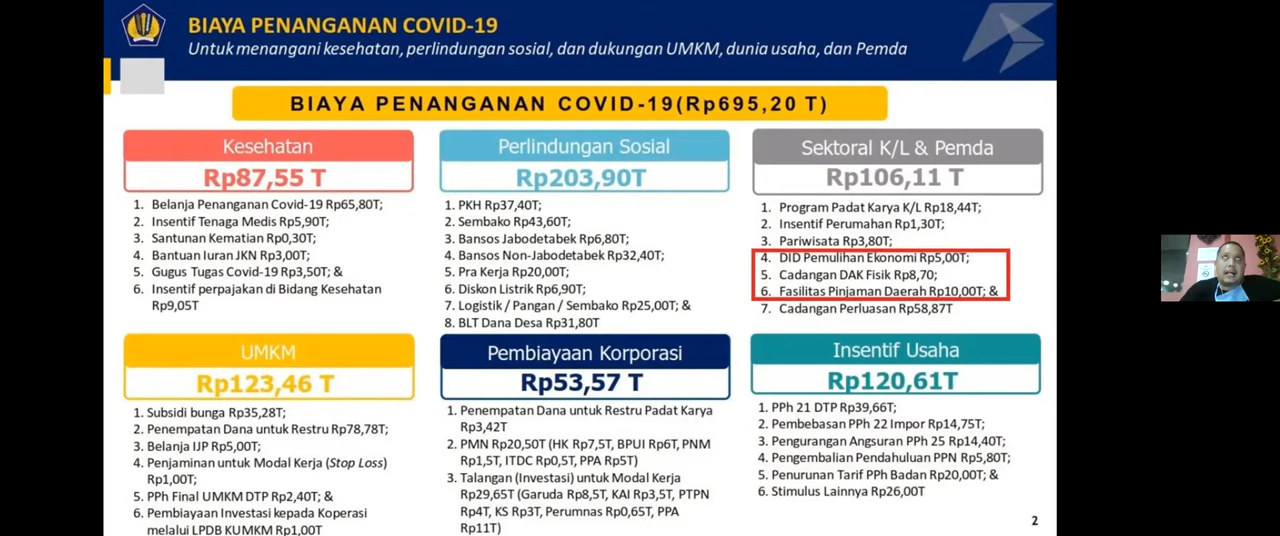 BIAYA PENANGANAN COVID-19
Untuk menangani kesehatan, perlindungan sosial, dan dukungan UMKM, dunia usaha, dan Pemda
BIAYA PENANGANAN COVID-19(Rp695,20 T)
Kesehatan
Rp87,55 T
1. Belanja Penanganan Covid-19 Rp65,80T;
2. Insentif Tenaga Medis Rp5,90T;
3. Santunan Kematian Rp0,30T;
4. Bantuan Iuran JKN Rp3,00T;
5. Gugus Tugas Covid-19 Rp3,50T; &
6. Insentif perpajakan di Bidang Kesehatan
Rp9,05T
Perlindungan Sosial
Rp203,90T
1. PKH Rp37,40T;
2. Sembako Rp43,60T;
3. Bansos Jabodetabek Rp6,80T;
4. Bansos Non-Jabodetabek Rp32,40T;
5. Pra Kerja Rp20,00T;
6. Diskon Listrik Rp6,90T;
7. Logistik / Pangan / Sembako Rp25,00T; &
8. BLT Dana Desa Rp31,80T
Sektoral K/L & Pemda
Rp106,11 T
1. Program Padat Karya K/L Rp18,44T;
2. Insentif Perumahan Rp1,30T;
3. Pariwisata Rp3,80T;
4. DID Pemulihan Ekonomi Rp5,00T;
5. Cadangan DAK Fisik Rp8,70;
6. Fasilitas Pinjaman Daerah Rp10,00T; &
7. Cadangan Perluasan Rp58,87T
UMKM
Rp123,46 T
1. Subsidi bunga Rp35,28T;
2. Penempatan Dana untuk Restru Rp78,78T;
3. Belanja IJP Rp5,00T;
4. Penjaminan untuk Modal Kerja (Stop Loss)
Rp1,00T;
5. PPh Final UMKM DTP Rp2,40T; &
6. Pembiayaan Investasi kepada Koperasi
melalui LPDB KUMKM Rp1,00T
Pembiayaan Korporasi
Rp53,57 T
1. Penempatan Dana untuk Restru Padat Karya
Rp3,42T
2. PMN Rp20,50T (HK Rp7,5T, BPUI Rp6T, PNM
Rp1,5T, ITDC Rp0,5T, PPA Rp5T)
3. Talangan (Investasi) untuk Modal Kerja
Rp29,65T (Garuda Rp8,5T, KAI Rp3,5T, PTPN
Rp4T, KS Rp3T, Perumnas Rp0,65T, PPA
Rp11T)
Insentif Usaha
Rp120,61T
1. PPh 21 DTP Rp39,66T;
2. Pembebasan PPh 22 Impor Rp14,75T;
3. Pengurangan Angsuran PPh 25 Rp14,40T;
4. Pengembalian Pendahuluan PPN Rp5,80T;
5. Penurunan Tarif PPh Badan Rp20,00T; &
6. Stimulus Lainnya Rp26,00T
2